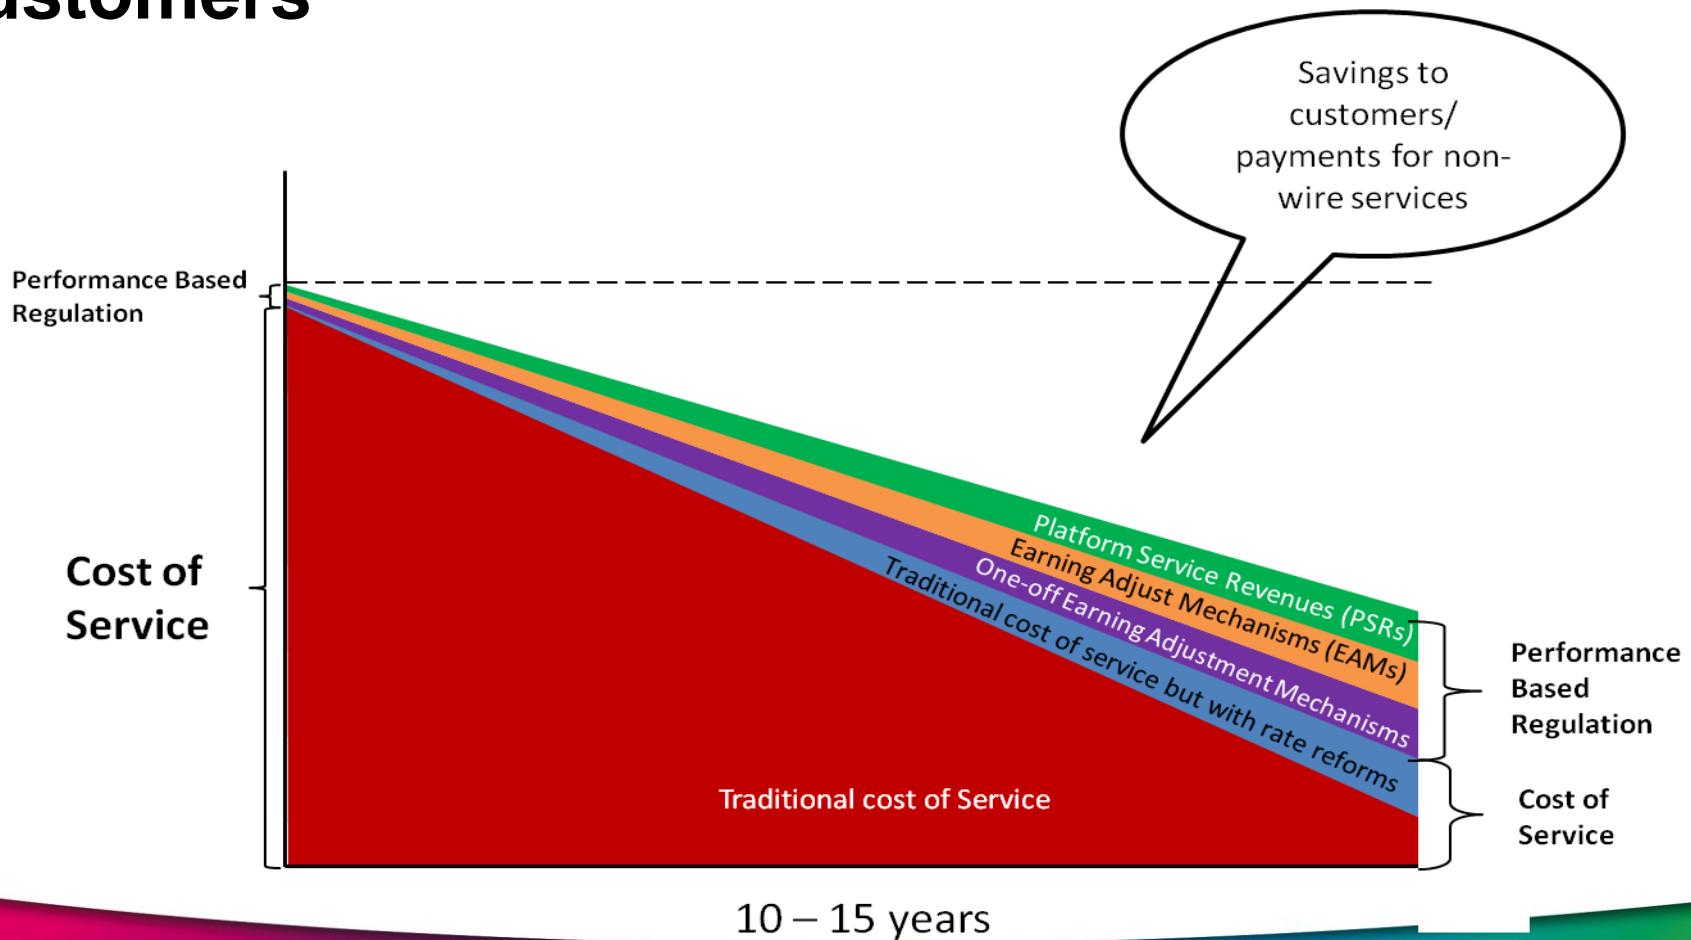 Savings to
customers/
payments for non-
wire services
Performance Based
Regulation
Cost of
Service
Platform Service Revenues (PSRs)
Earning Adjust Mechanisms (EAMs)
One-off Earning Adjustment Mechanisms
Traditional cost of service but with rate reforms
Traditional cost of Service
Performance
Based
Regulation
Cost of
Service
10 – 15 years